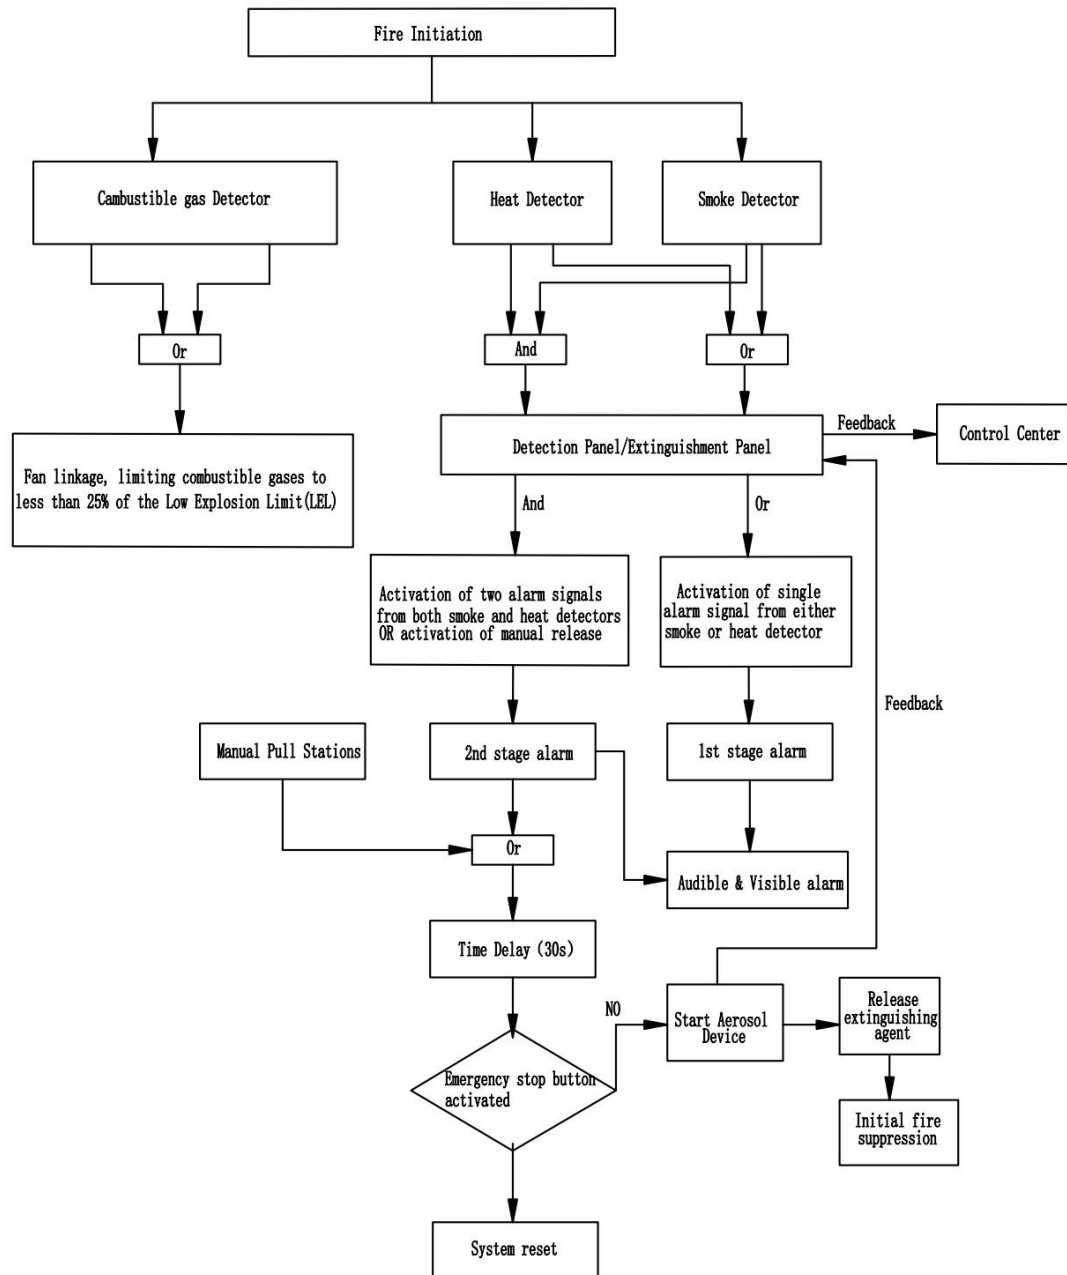 Fire Initiation
Cambustible gas Detector
Heat Detector
Smoke Detector
Or
And
Or
Detection Panel/Extinguishment Panel
Feedback
Control Center
Fan linkage, limiting combustible gases to
less than 25% of the Low Explosion Limit(LEL)
And
Or
Activation of two alarm signals
from both smoke and heat detectors
OR activation of manual release
Activation of single
alarm signal from either
smoke or heat detector
Feedback
Manual Pull Stations
2nd stage alarm
1st stage alarm
Or
Audible & Visible alarm
Time Delay (30s)
NO
Start Aerosol
Device
Release
extinguishing
agent
Emergency stop button
activated
Initial fire
suppression
System reset